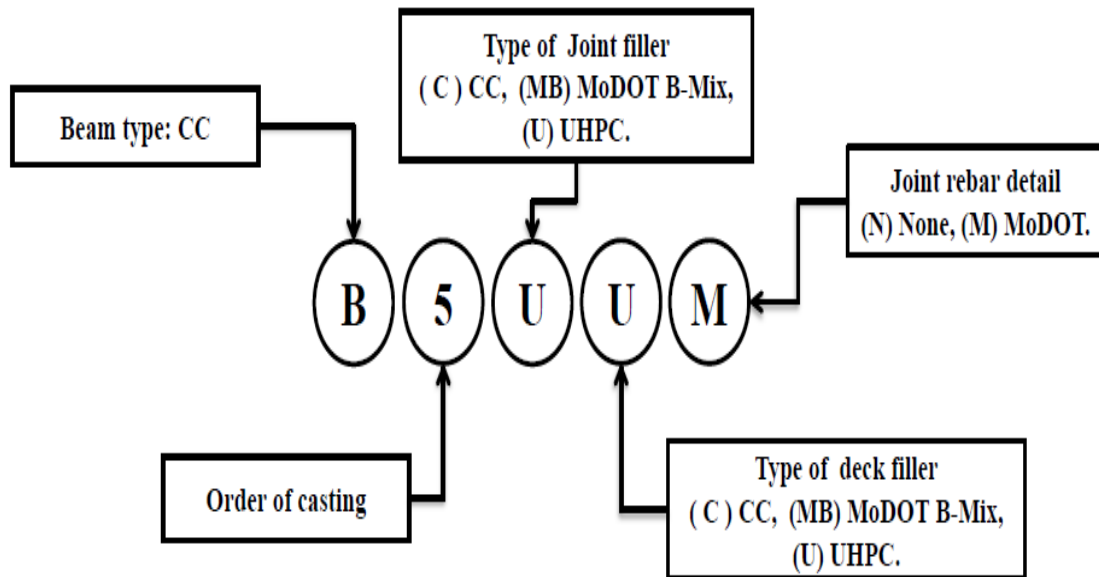 Type of Joint filler
( C ) CC, (MB) MoDOT B-Mix,
(U) UHPC.
Beam type: CC
Joint rebar detail
(N) None, (M) MoDOT.
B 5 U U M
Order of casting
Type of deck filler
( C ) CC, (MB) MoDOT B-Mix,
(U) UHPC.